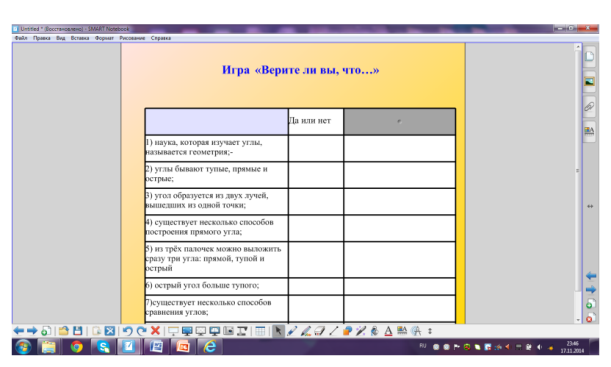 Untitled * (Восстановлено) - SMART Notebook
Файл Правка Вид Вставка Формат Рисование Справка
Игра «Верите ли вы, что…»
Да или нет
+
1) наука, которая изучает углы,
называется геометрия;-
2) углы бывают тупые, прямые и
острые;
3) угол образуется из двух лучей,
вышедших из одной точки;
4) существует несколько способов
построения прямого угла;
5) из трёх палочек можно выложить
сразу три угла: прямой, тупой и
острый
6) острый угол больше тупого;
7)существует несколько способов
сравнения углов;
RU
23:46
17.11.2014